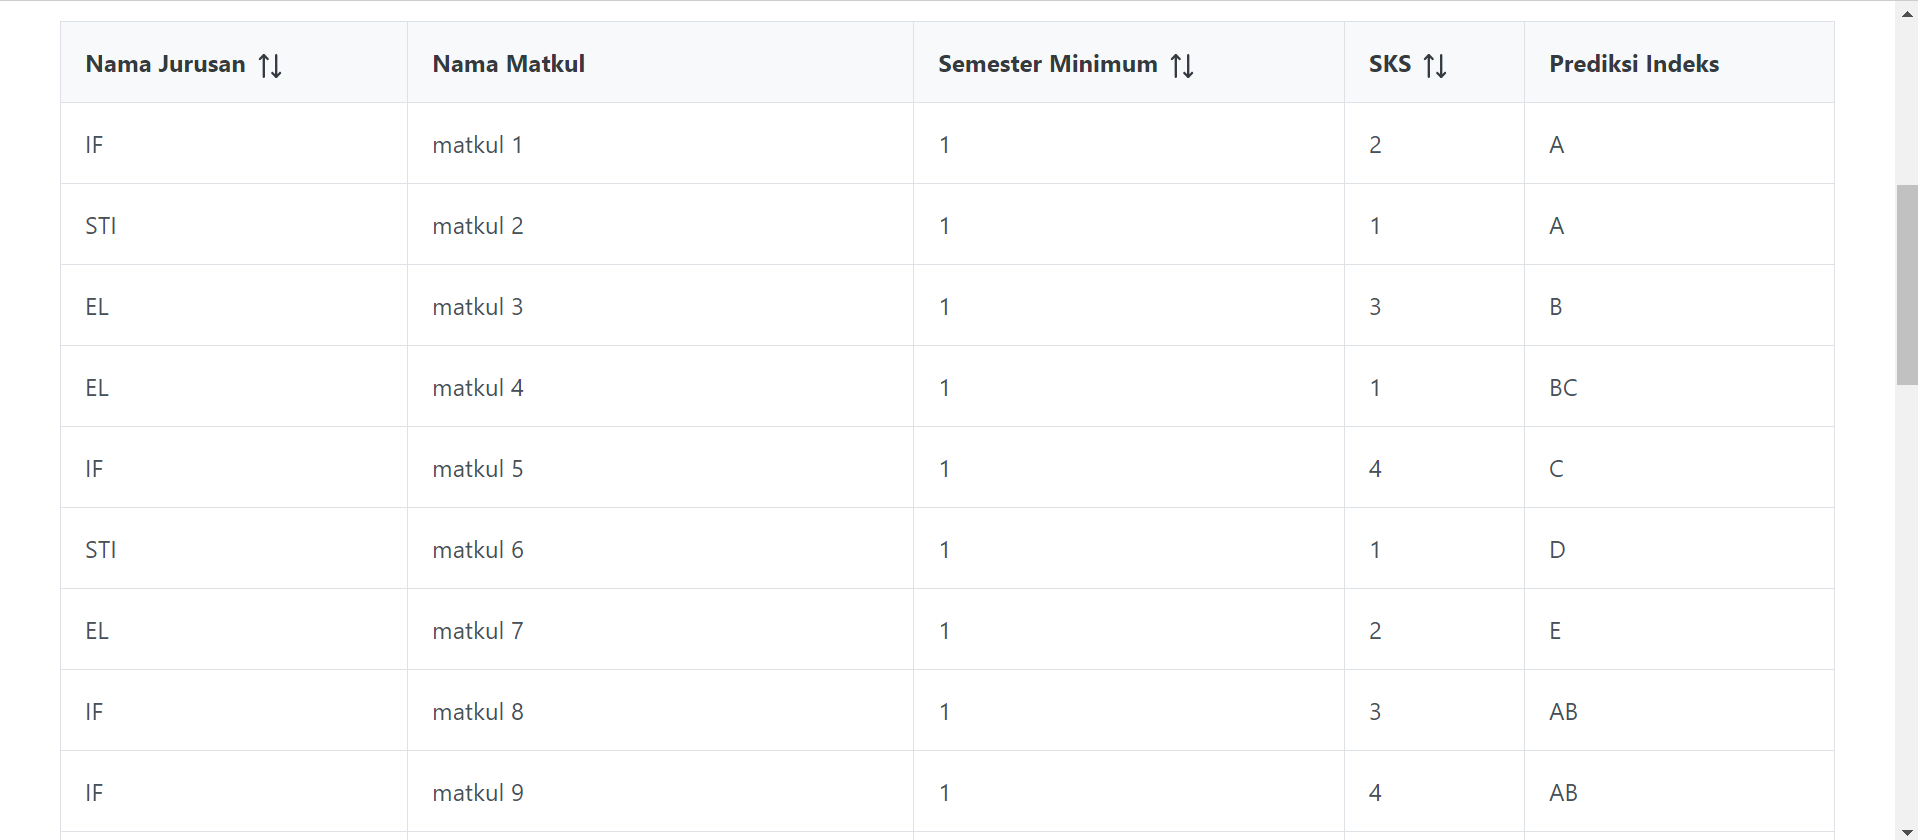 Nama Jurusan Nama Matkul Semester Minimum SKS Prediksi Indeks
IF matkul 1 1 2 A
STI matkul 2 1 1 A
EL matkul 3 1 3 B
EL matkul 4 1 1 BC
IF matkul 5 1 4 C
STI matkul 6 1 1 D
EL matkul 7 1 2 E
IF matkul 8 1 3 AB
IF matkul 9 1 4 AB